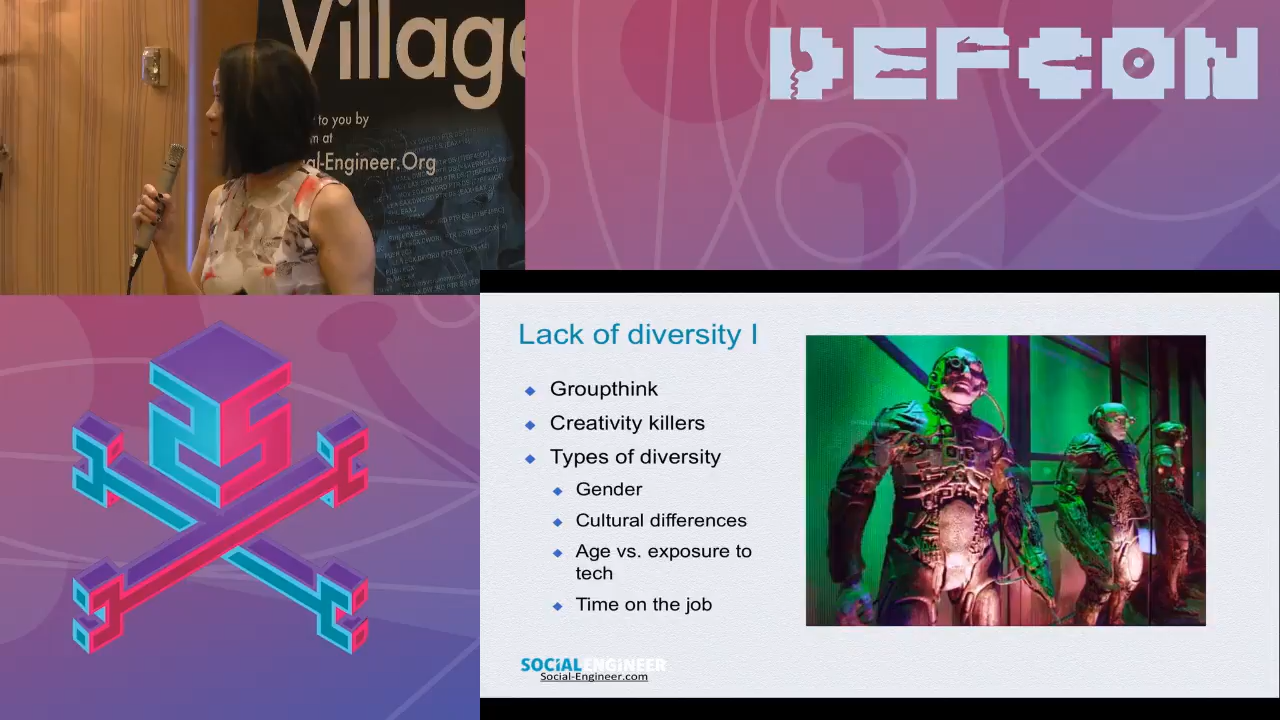 Village
to you by
m at
al-Engineer.Org
DEFCON
Lack of diversity I
Groupthink
Creativity killers
Types of diversity
Gender
Cultural differences
Age vs. exposure to
tech
Time on the job
SOCIAL ENGINEER
Social-Engineer.com